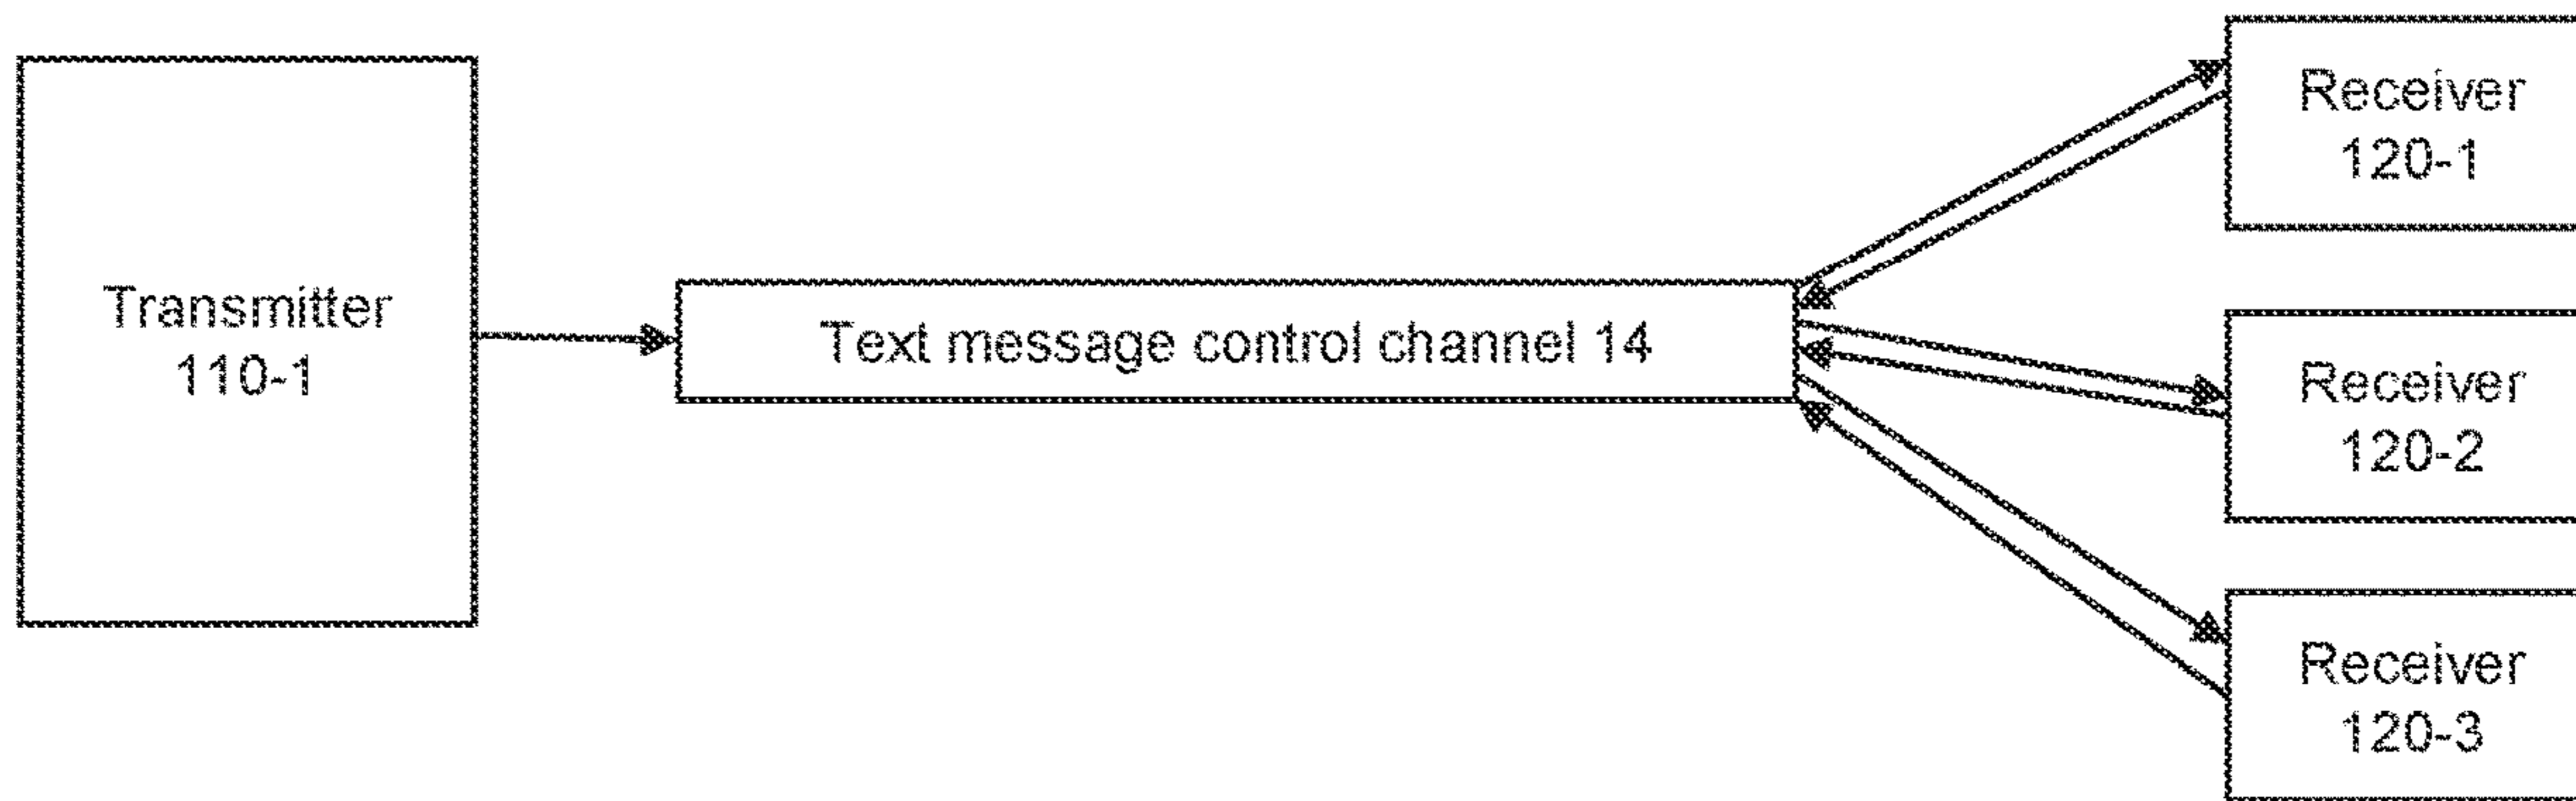 Transmitter
110-1
Text message control channel 14
Receiver
120-1
Receiver
120-2
Receiver
120-3